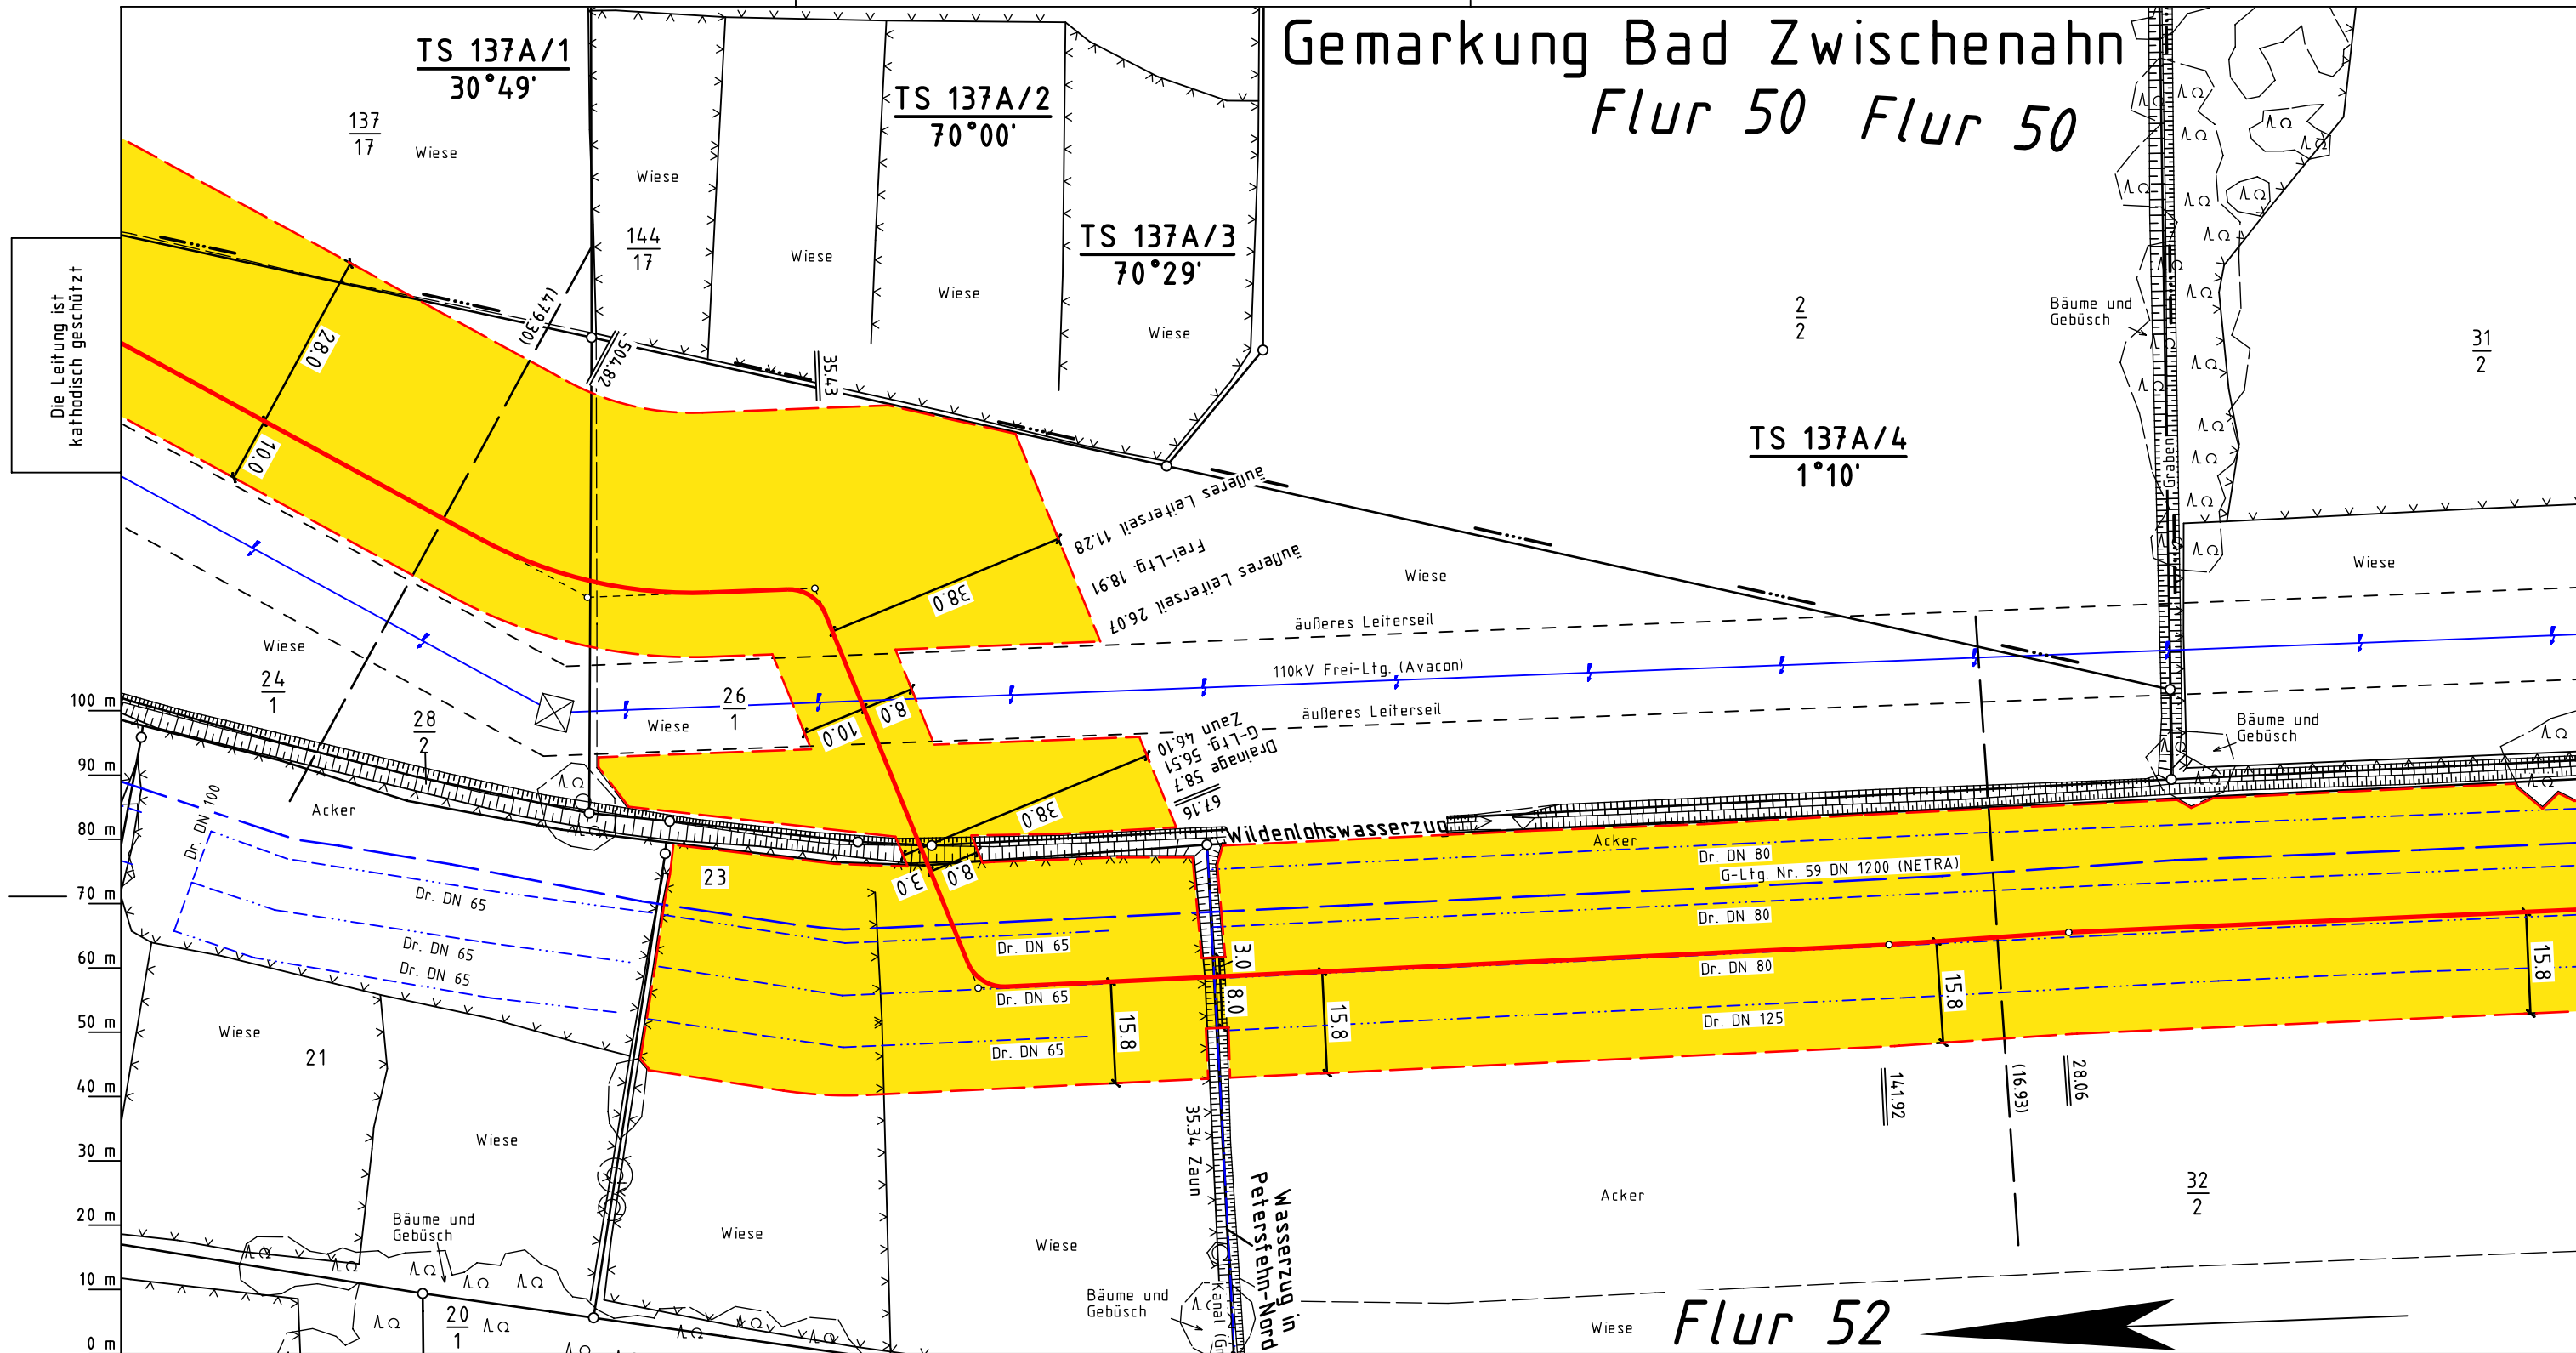 Gemarkung Bad Zwischenahn
Flur 50 Flur 50
TS 137A/1
30°49'
TS 137A/2
70°00'
TS 137A/3
70°29'
TS 137A/4
1°10'
137
17
Wiese
Wiese
144
17
Wiese
Wiese
Wiese
2
2
31
2
Bäume und
Gebüsch
Graben
Wiese
Die Leitung ist
kathodisch geschützt
28.0
10.0
(479.30)
504.82
35.43
38.0
äußeres Leiterseil 11.28
Frei-Ltg. 18.91
äußeres Leiterseil 26.07
Wiese
äußeres Leiterseil
110kV Frei-Ltg. (Avacon)
äußeres Leiterseil
Wiese
24
1
28
2
26
1
Wiese
10.0
8.0
38.0
Zaun 46.10
G-Ltg. 56.51
Drainage 58.7
67.16
Bäume und
Gebüsch
100 m
90 m
80 m
70 m
60 m
50 m
40 m
30 m
20 m
10 m
0 m
Acker
Dr. DN 100
Wildenlohswasserzug
Acker
23
3.0
8.0
Dr. DN 80
G-Ltg. Nr. 59 DN 1200 (NETRA)
Dr. DN 80
Dr. DN 80
Dr. DN 125
Dr. DN 65
Dr. DN 65
Dr. DN 65
Dr. DN 65
Dr. DN 65
Dr. DN 65
3.0
8.0
15.8
15.8
15.8
15.8
Wiese
21
Wiese
141.92
(16.93)
28.06
35.34 Zaun
Wasserzug in
Petersfehn-Nord
Acker
32
2
Bäume und
Gebüsch
Wiese
Wiese
Bäume und
Gebüsch
Kanal
20
1
Wiese
Flur 52